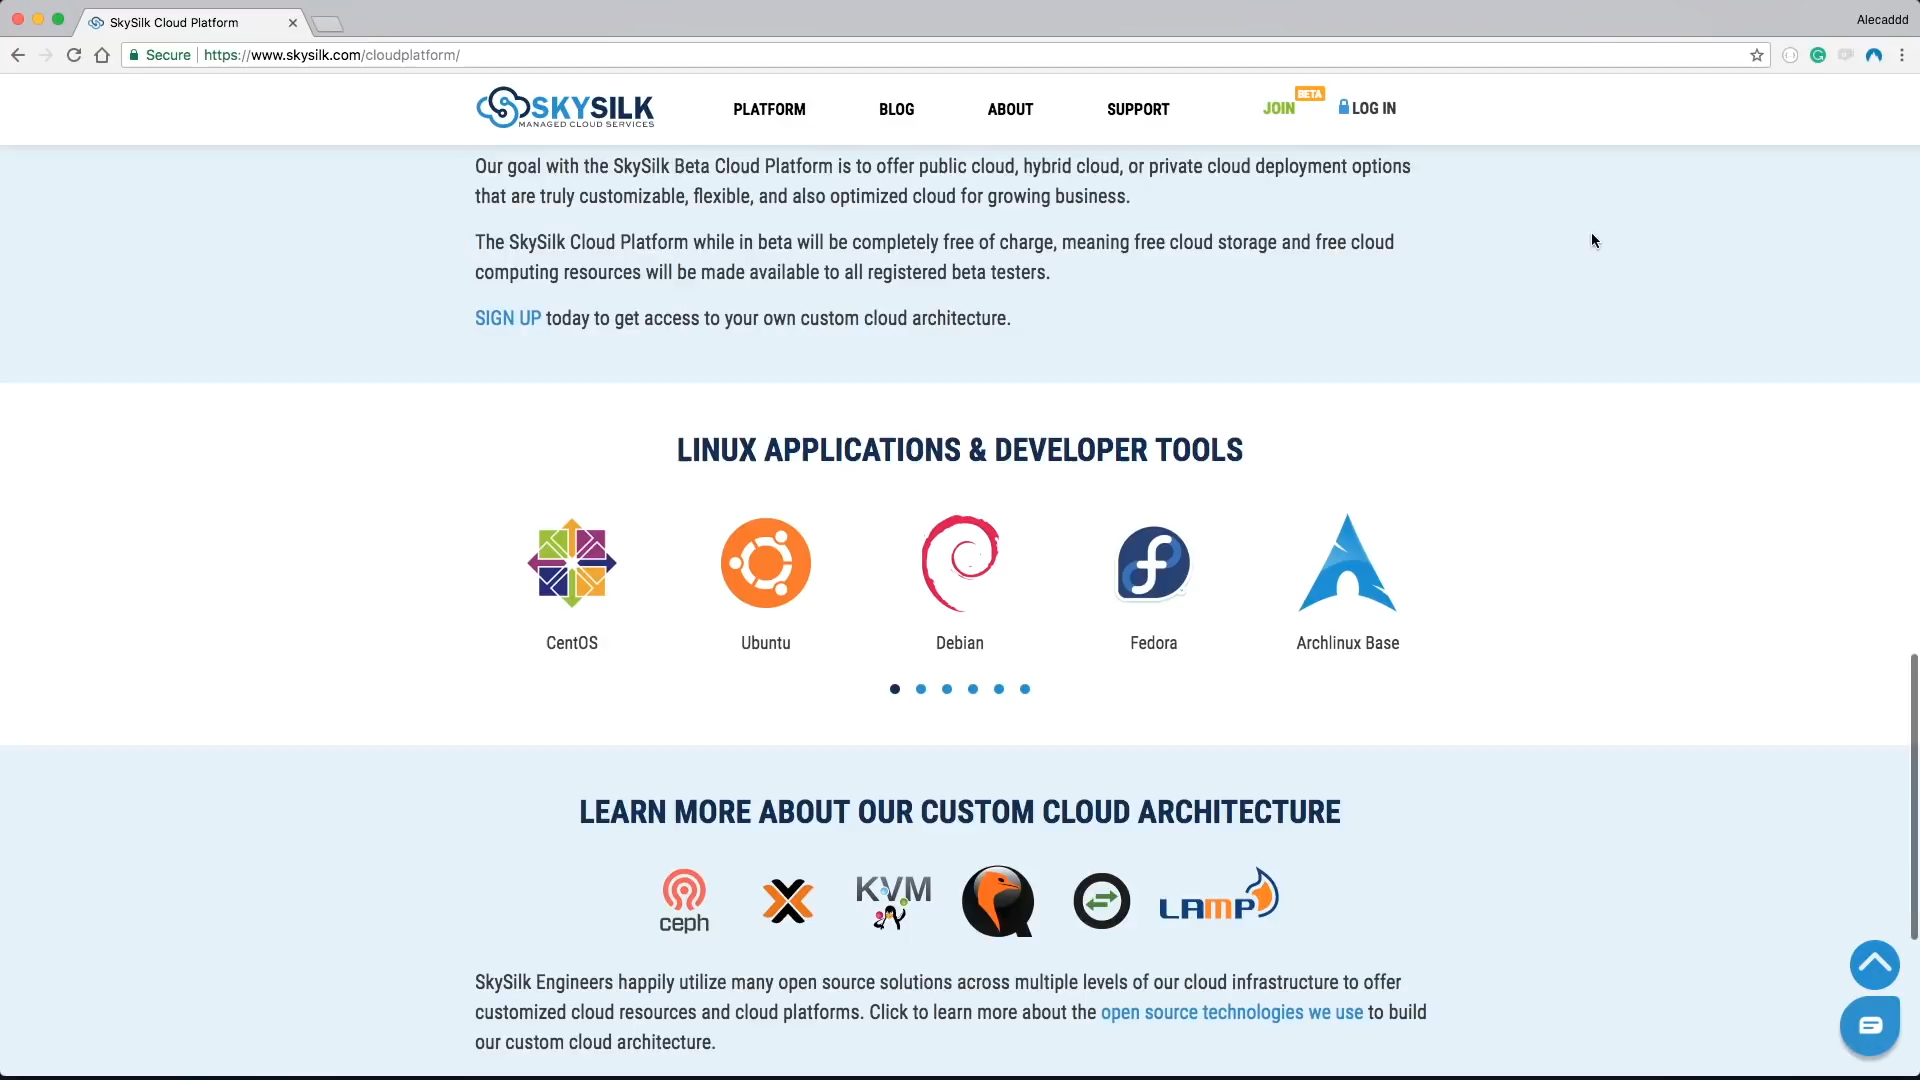 SkySilk Cloud Platform
Alecaddd
Secure https://www.skysilk.com/cloudplatform/
SKYSILK
MANAGED CLOUD SERVICES
PLATFORM
BLOG
ABOUT
SUPPORT
JOIN
BETA
LOG IN
Our goal with the SkySilk Beta Cloud Platform is to offer public cloud, hybrid cloud, or private cloud deployment options
that are truly customizable, flexible, and also optimized cloud for growing business.
The SkySilk Cloud Platform while in beta will be completely free of charge, meaning free cloud storage and free cloud
computing resources will be made available to all registered beta testers.
SIGN UP today to get access to your own custom cloud architecture.
LINUX APPLICATIONS & DEVELOPER TOOLS
CentOS
Ubuntu
Debian
Fedora
Archlinux Base
LEARN MORE ABOUT OUR CUSTOM CLOUD ARCHITECTURE
ceph
KVM
LAMP
SkySilk Engineers happily utilize many open source solutions across multiple levels of our cloud infrastructure to offer
customized cloud resources and cloud platforms. Click to learn more about the open source technologies we use to build
our custom cloud architecture.